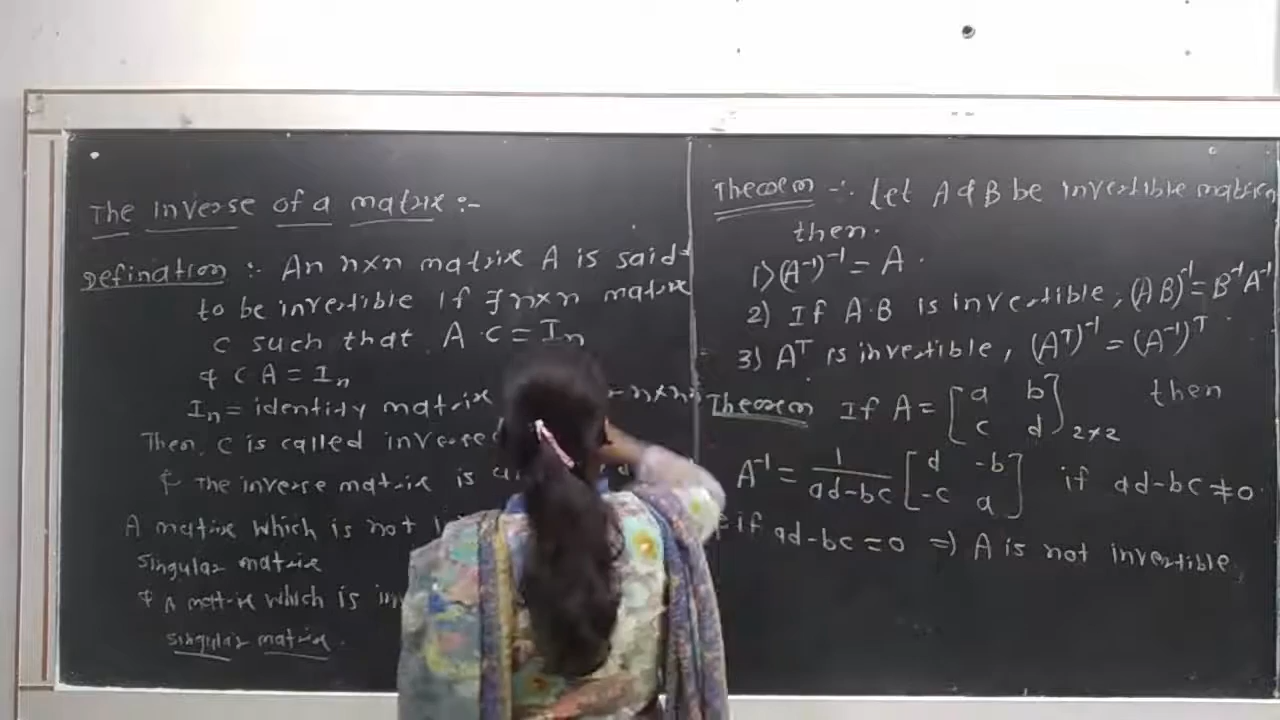 The inverse of a matrix :-
Defination :- An n×n matrix A is said
to be invertible If ∃ n×n matrix
C such that A·C = In
& C A = In
In = identity matrix n×n
Then C is called inverse
& The inverse matrix is
A matrix which is not
singular matrix
& A matrix which is
singular matrix.
Theorem :- Let A & B be invertible
then.
1) (A⁻¹)⁻¹ = A.
2) If A·B is invertible, (AB)⁻¹ = B⁻¹A⁻¹
3) Aᵀ is invertible, (Aᵀ)⁻¹ = (A⁻¹)ᵀ
Theorem If A = [a b; c d]2×2 then
A⁻¹ = 1/(ad-bc) [d -b; -c a] if ad-bc ≠ 0.
if ad-bc = 0 ⇒ A is not invertible.